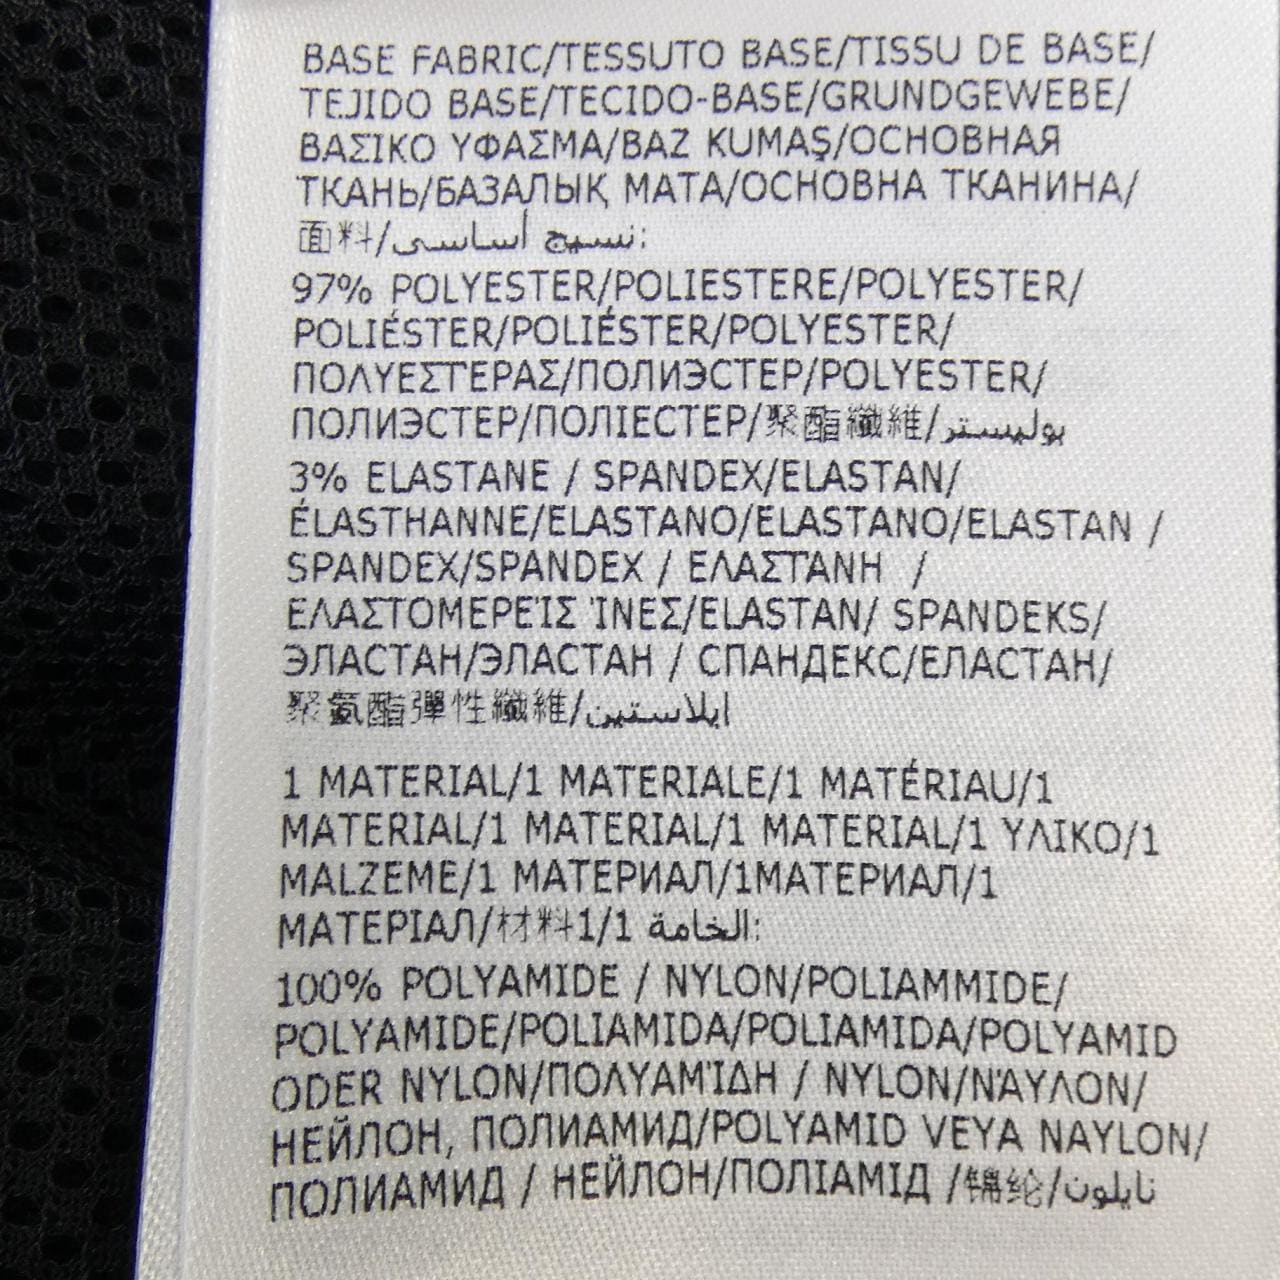 BASE FABRIC/TESSUTO BASE/TISSU DE BASE/
TEJIDO BASE/TECIDO-BASE/GRUNDGEWEBE/
ΒΑΣΙΚΟ ΥΦΑΣΜΑ/BAZ KUMAŞ/ОСНОВНАЯ
ТКАНЬ/БАЗАЛЫҚ МАТА/ОСНОВНА ТКАНИНА/
面料/نسيج أساسى:
97% POLYESTER/POLIESTERE/POLYESTER/
POLIÉSTER/POLIÉSTER/POLYESTER/
ΠΟΛΥΕΣΤΕΡΑΣ/ПОЛИЭСТЕР/POLYESTER/
ПОЛИЭСТЕР/ПОЛІЕСТЕР/聚酯纖維/بوليستر
3% ELASTANE / SPANDEX/ELASTAN/
ÉLASTHANNE/ELASTANO/ELASTANO/ELASTAN /
SPANDEX/SPANDEX / ΕΛΑΣΤΆΝΗ /
ΕΛΑΣΤΟΜΕΡΕΊΣ ΊΝΕΣ/ELASTAN/ SPANDEKS/
ЭЛАСТАН/ЭЛАСТАН / СПАНДЕКС/ЕЛАСТАН/
聚氨酯彈性纖維/ايلاستين
1 MATERIAL/1 MATERIALE/1 MATÉRIAU/1
MATERIAL/1 MATERIAL/1 MATERIAL/1 ΥΛΙΚΟ/1
MALZEME/1 МАТЕРИАЛ/1МАТЕРИАЛ/1
МАТЕРІАЛ/材料1/1 الخامة:
100% POLYAMIDE / NYLON/POLIAMMIDE/
POLYAMIDE/POLIAMIDA/POLIAMIDA/POLYAMID
ODER NYLON/ΠΟΛΥΑΜΊΔΗ / NYLON/ΝΆΥΛΟΝ/
НЕЙЛОН, ПОЛИАМИД/POLYAMID VEYA NAYLON/
ПОЛИАМИД / НЕЙЛОН/ПОЛІАМІД /锦纶/نايلون